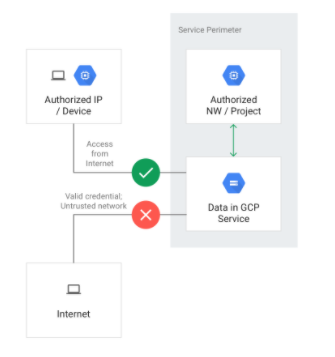 Service Perimeter
Authorized IP
/ Device
Authorized
NW / Project
Access
from
Internet
Valid credential;
Untrusted network
Data in GCP
Service
Internet